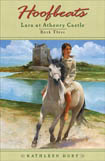 Hoofbeats
Lara at Athenry Castle
Book Three
KATHLEEN DUEY